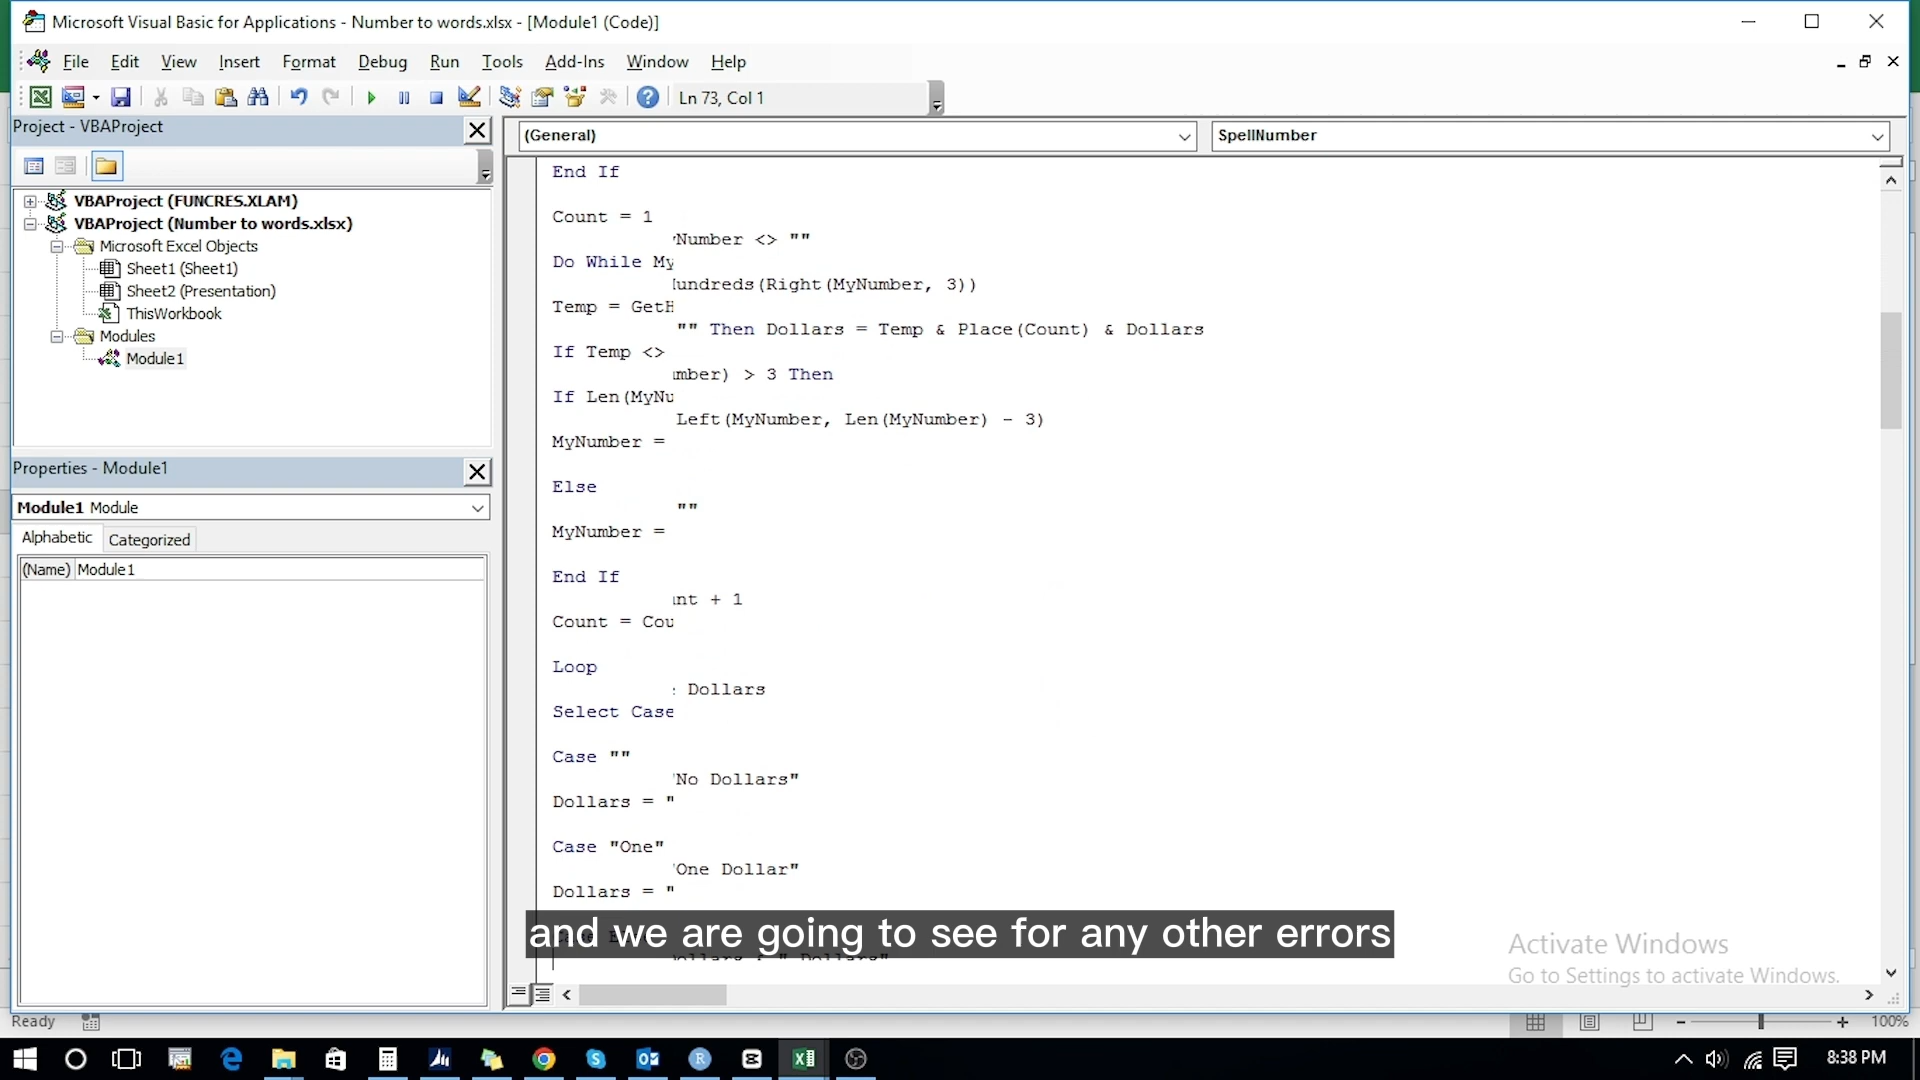 Microsoft Visual Basic for Applications - Number to words.xlsx - [Module1 (Code)]
File Edit View Insert Format Debug Run Tools Add-Ins Window Help
Ln 73, Col 1
Project - VBAProject
(General)
SpellNumber
VBAProject (FUNCRES.XLAM)
VBAProject (Number to words.xlsx)
Microsoft Excel Objects
Sheet1 (Sheet1)
Sheet2 (Presentation)
ThisWorkbook
Modules
Module1
Properties - Module1
Module1 Module
Alphabetic Categorized
(Name) Module1
End If
Count = 1
Number <> ""
Do While My
undreds(Right(MyNumber, 3))
Temp = GetH
"" Then Dollars = Temp & Place(Count) & Dollars
If Temp <>
mber) > 3 Then
If Len(MyNu
Left(MyNumber, Len(MyNumber) - 3)
MyNumber =
Else
""
MyNumber =
End If
nt + 1
Count = Cou
Loop
Dollars
Select Case
Case ""
No Dollars"
Dollars = "
Case "One"
One Dollar"
Dollars = "
and we are going to see for any other errors
Activate Windows
Go to Settings to activate Windows.
Ready
100%
8:38 PM